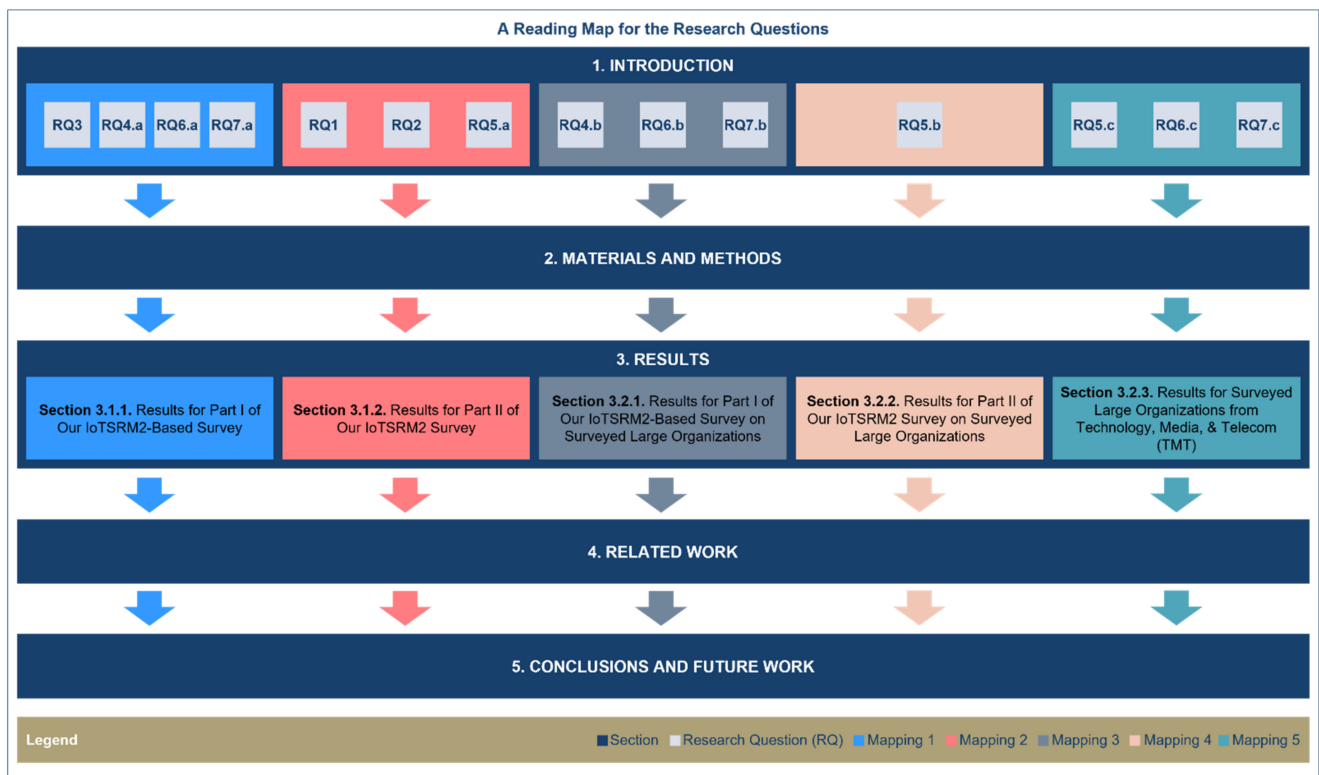 A Reading Map for the Research Questions
1. INTRODUCTION
RQ3 RQ4.a RQ6.a RQ7.a RQ1 RQ2 RQ5.a RQ4.b RQ6.b RQ7.b RQ5.b RQ5.c RQ6.c RQ7.c
2. MATERIALS AND METHODS
3. RESULTS
Section 3.1.1. Results for Part I of
Our IoTSRM2-Based Survey
Section 3.1.2. Results for Part II of
Our IoTSRM2 Survey
Section 3.2.1. Results for Part I of
Our IoTSRM2-Based Survey on
Surveyed Large Organizations
Section 3.2.2. Results for Part II of
Our IoTSRM2 Survey on Surveyed
Large Organizations
Section 3.2.3. Results for Surveyed
Large Organizations from
Technology, Media, & Telecom
(TMT)
4. RELATED WORK
5. CONCLUSIONS AND FUTURE WORK
Legend Section Research Question (RQ) Mapping 1 Mapping 2 Mapping 3 Mapping 4 Mapping 5